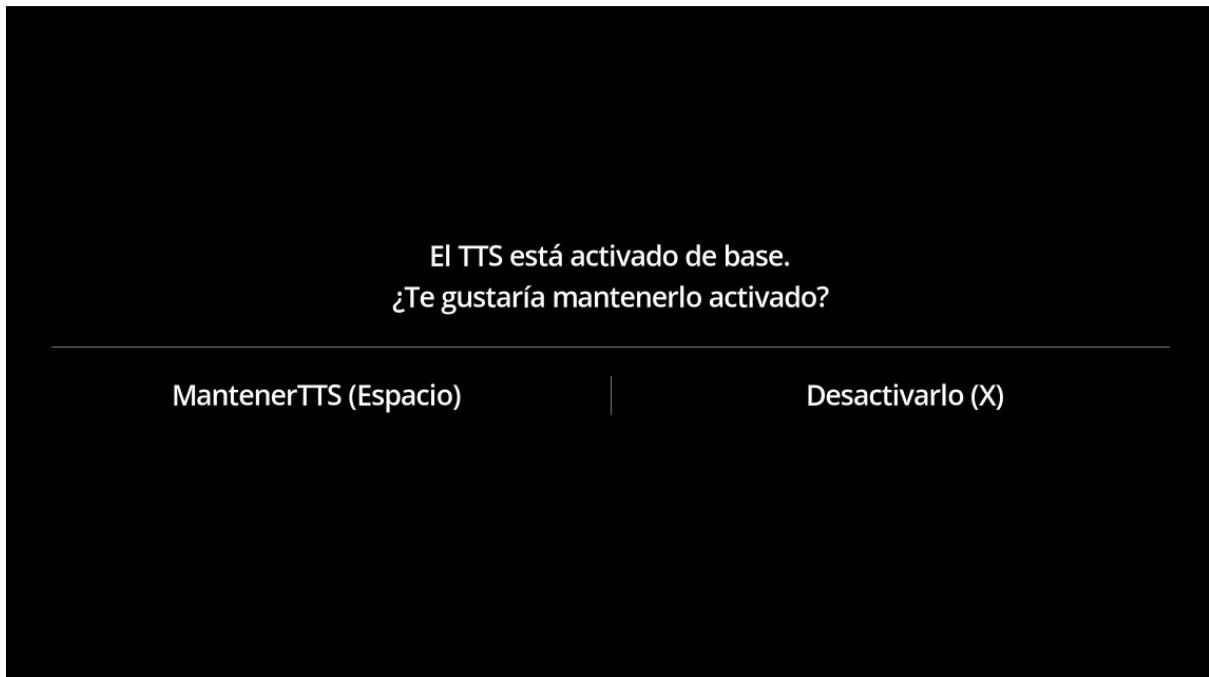 El TTS está activado de base.
¿Te gustaría mantenerlo activado?
MantenerTTS (Espacio)
Desactivarlo (X)